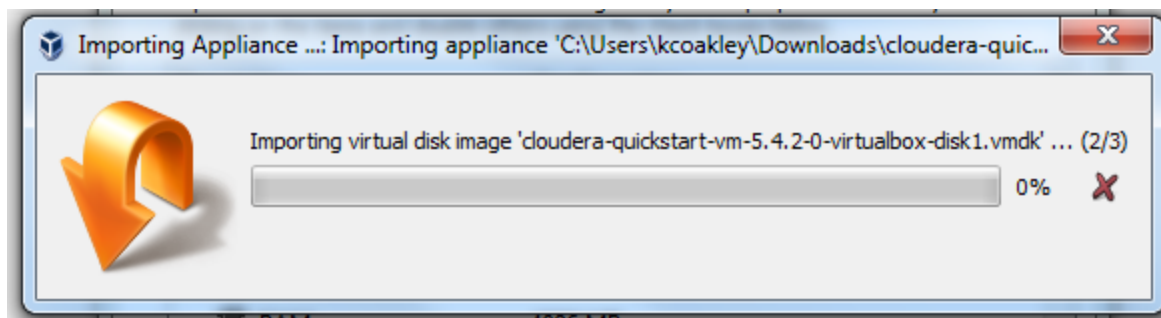 Importing Appliance ...: Importing appliance 'C:\Users\kcoakley\Downloads\cloudera-quic...
Importing virtual disk image 'cloudera-quickstart-vm-5.4.2-0-virtualbox-disk1.vmdk' ... (2/3)
0%